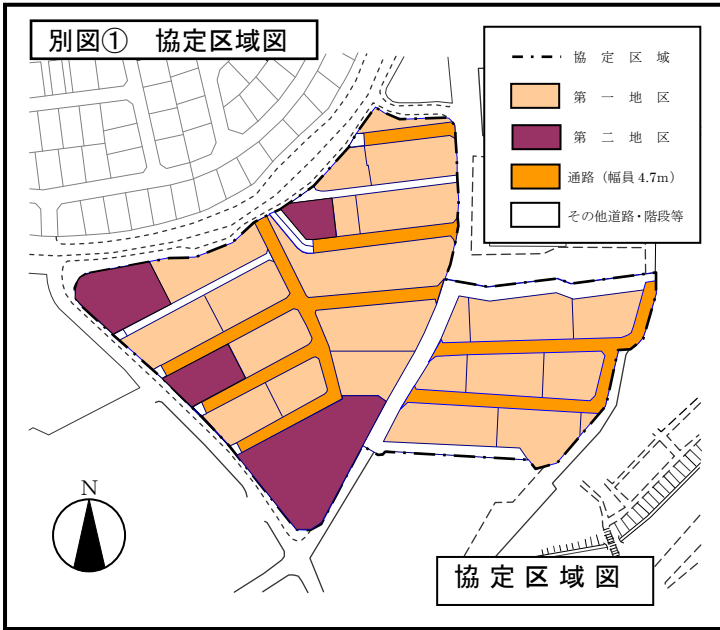 別図① 協定区域図
協定区域
第一地区
第二地区
通路（幅員 4.7m）
その他道路・階段等
N
協定区域図